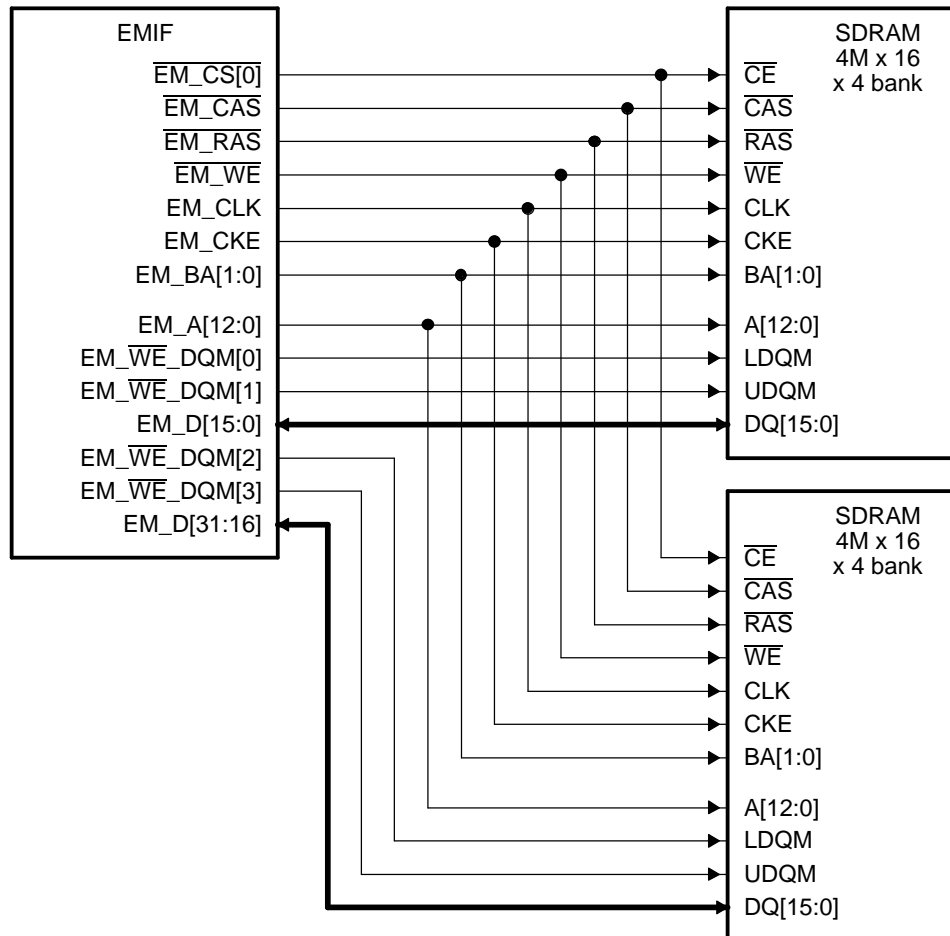 EMIF
EM_CS[0]
EM_CAS
EM_RAS
EM_WE
EM_CLK
EM_CKE
EM_BA[1:0]
EM_A[12:0]
EM_WE_DQM[0]
EM_WE_DQM[1]
EM_D[15:0]
EM_WE_DQM[2]
EM_WE_DQM[3]
EM_D[31:16]
SDRAM
4M x 16
x 4 bank
CE
CAS
RAS
WE
CLK
CKE
BA[1:0]
A[12:0]
LDQM
UDQM
DQ[15:0]
SDRAM
4M x 16
x 4 bank
CE
CAS
RAS
WE
CLK
CKE
BA[1:0]
A[12:0]
LDQM
UDQM
DQ[15:0]